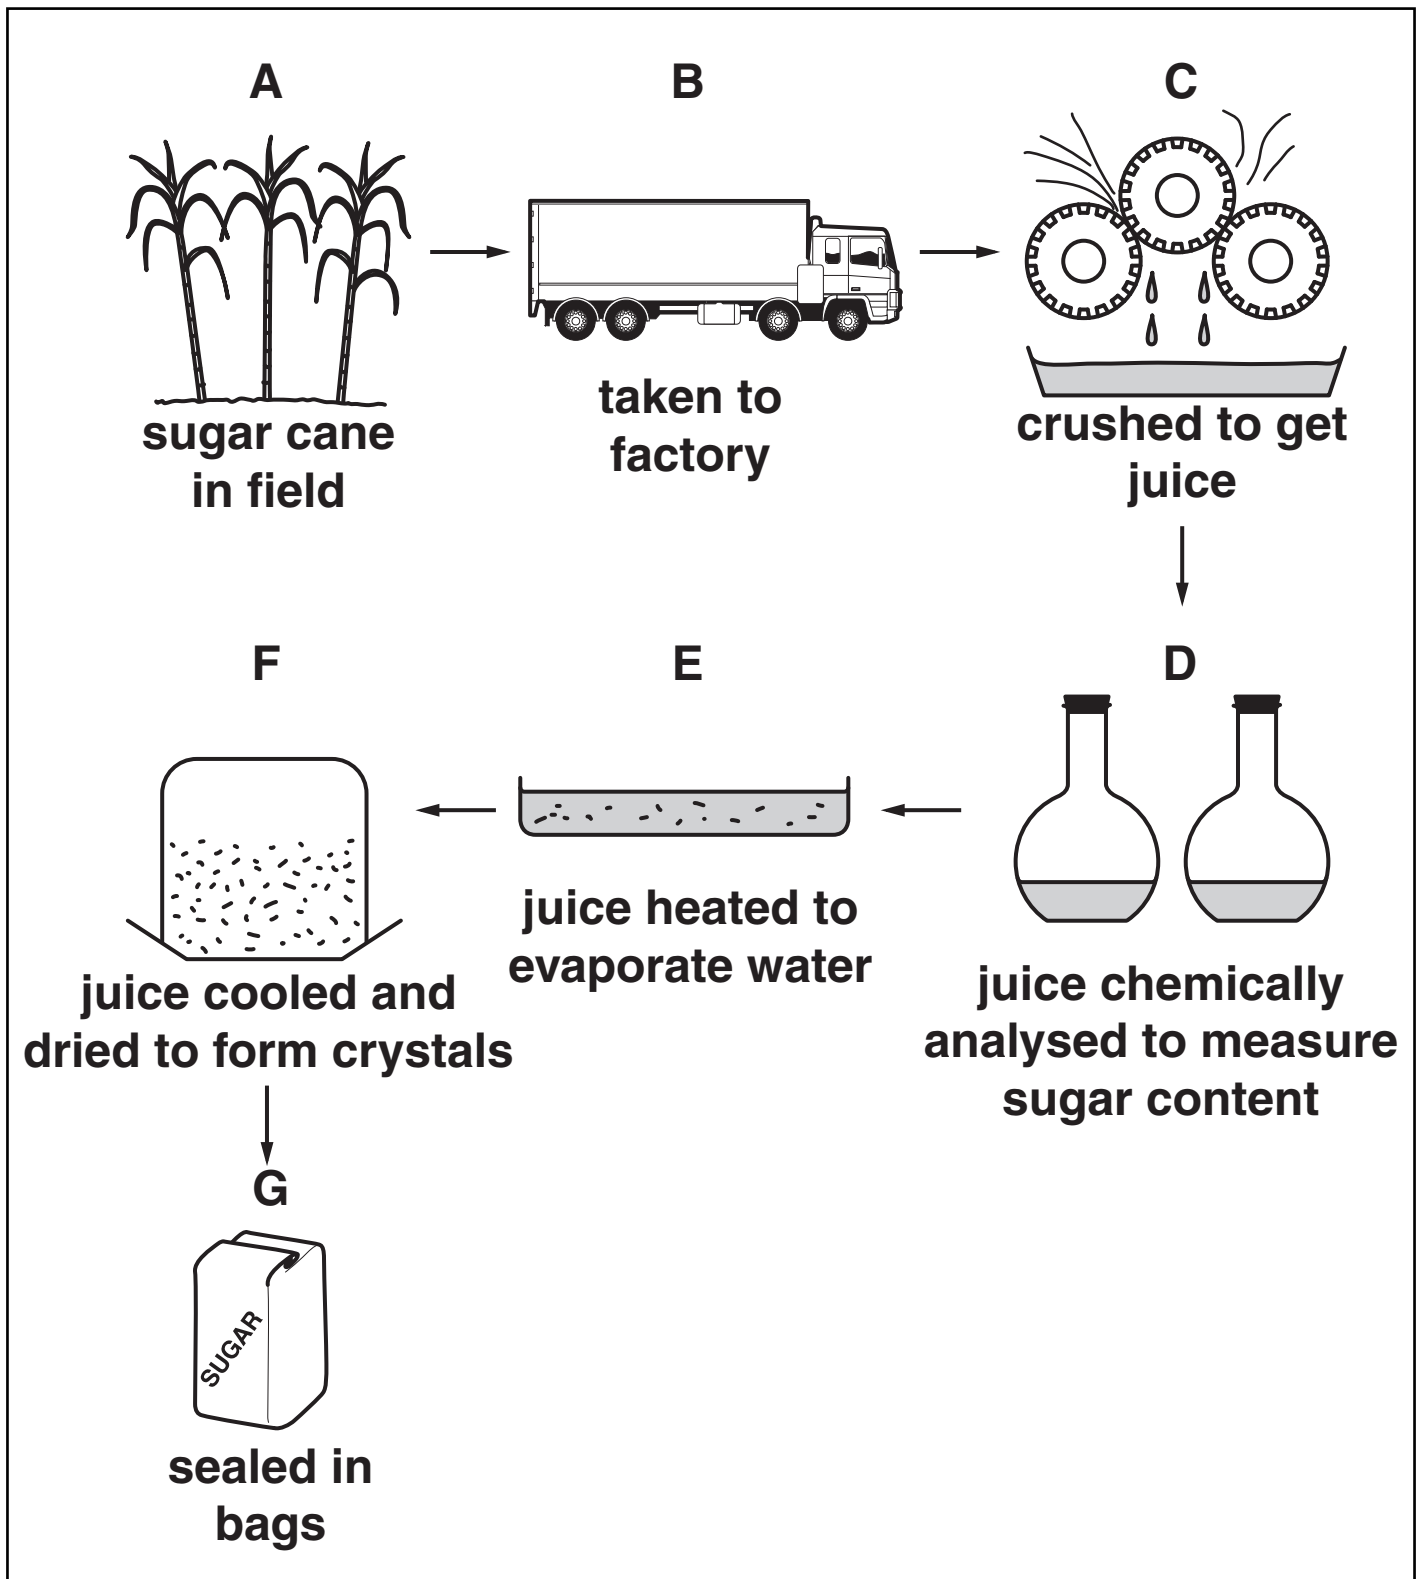 A
B
C
sugar cane
in field
taken to
factory
crushed to get
juice
D
juice chemically
analysed to measure
sugar content
E
juice heated to
evaporate water
F
juice cooled and
dried to form crystals
G
SUGAR
sealed in
bags